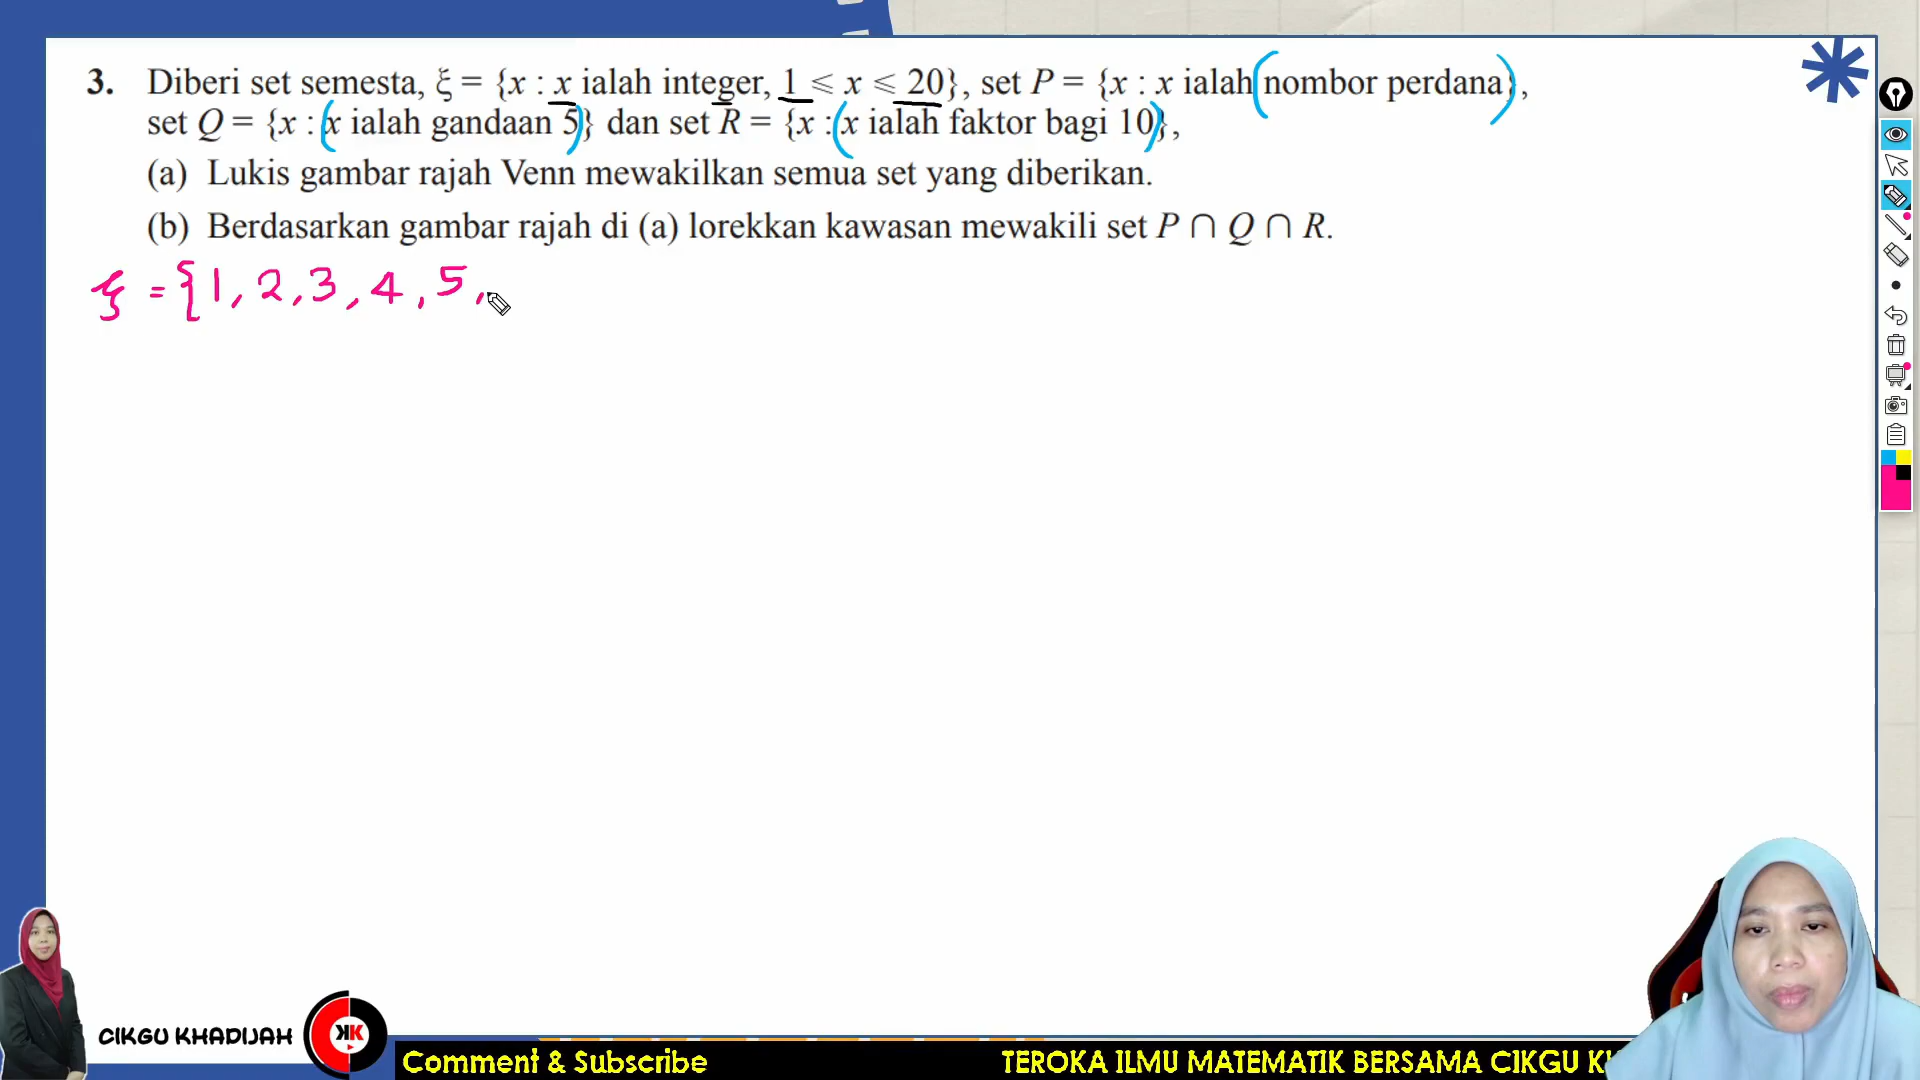 3. Diberi set semesta, ξ = {x : x ialah integer, 1 ⩽ x ⩽ 20}, set P = {x : x ialah nombor perdana},
set Q = {x : x ialah gandaan 5} dan set R = {x : x ialah faktor bagi 10},
(a) Lukis gambar rajah Venn mewakilkan semua set yang diberikan.
(b) Berdasarkan gambar rajah di (a) lorekkan kawasan mewakili set P ∩ Q ∩ R.
ξ = {1, 2, 3, 4, 5,
CIKGU KHADIJAH
KK
Comment & Subscribe
TEROKA ILMU MATEMATIK BERSAMA CIKGU